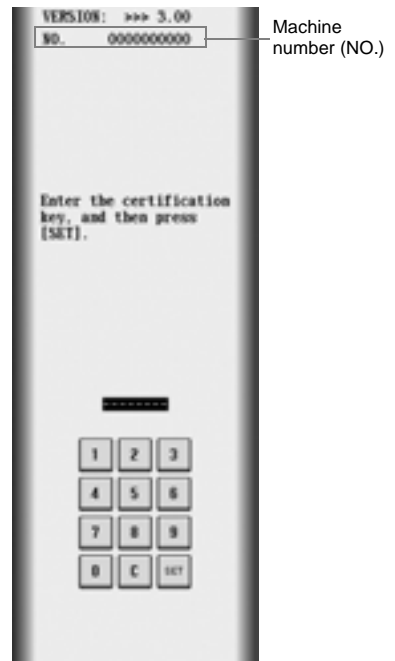 VERSION: >>> 3.00
NO. 0000000000
Machine
number (NO.)
Enter the certification
key, and then press
[SET].
--------
1 2 3
4 5 6
7 8 9
0 C SET